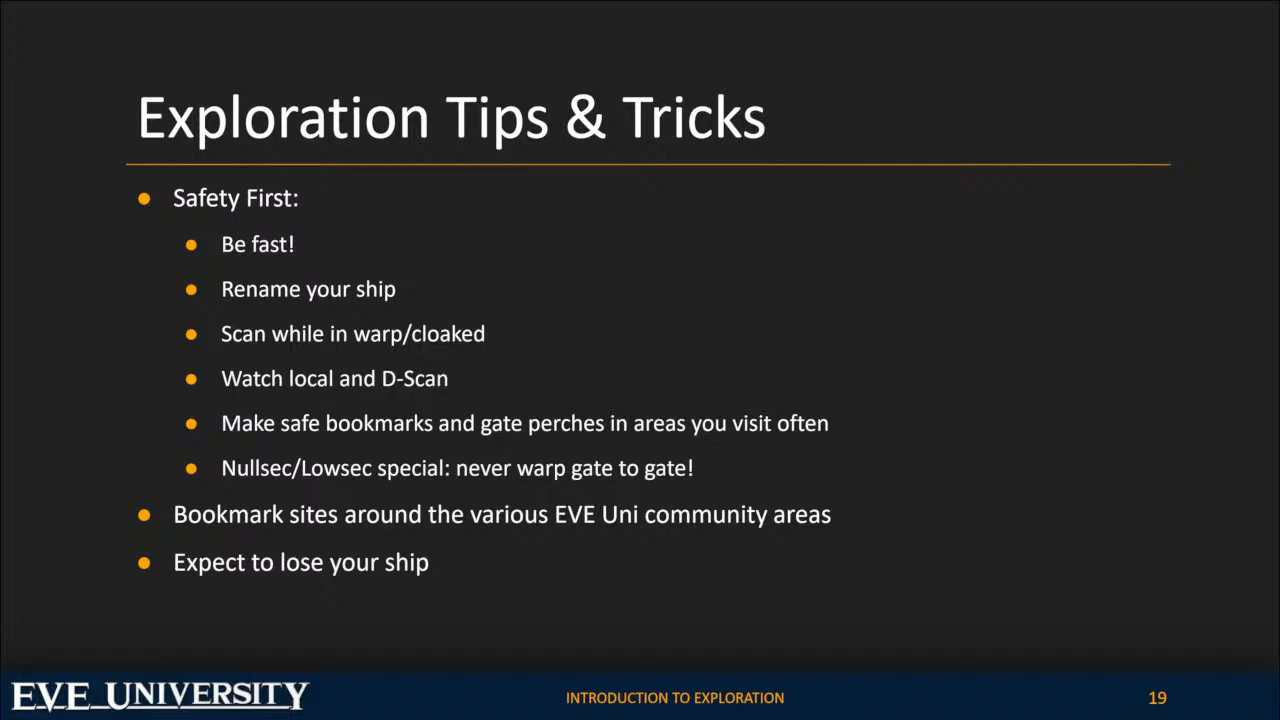 Exploration Tips & Tricks
Safety First:
Be fast!
Rename your ship
Scan while in warp/cloaked
Watch local and D-Scan
Make safe bookmarks and gate perches in areas you visit often
Nullsec/Lowsec special: never warp gate to gate!
Bookmark sites around the various EVE Uni community areas
Expect to lose your ship
EVE UNIVERSITY
INTRODUCTION TO EXPLORATION
19